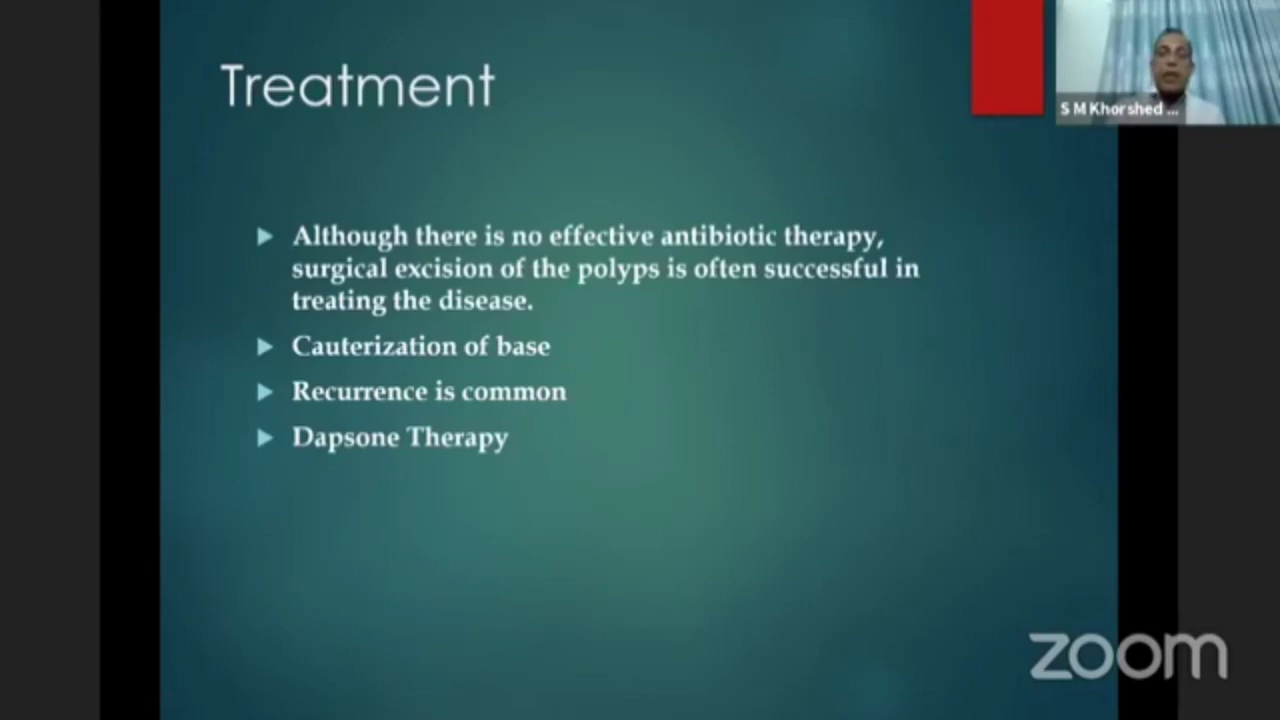 Treatment
S M Khorshed ...
Although there is no effective antibiotic therapy,
surgical excision of the polyps is often successful in
treating the disease.
Cauterization of base
Recurrence is common
Dapsone Therapy
zoom